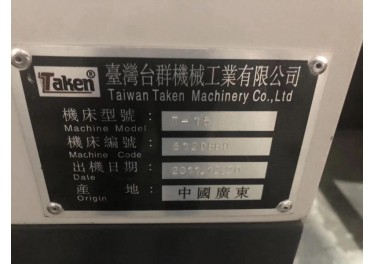 Taken®
臺灣台群機械工業有限公司
Taiwan Taken Machinery Co.,Ltd
機床型號：
Machine Model
機床編號：
Machine Code
出機日期：
Date
產 地：中國廣東
Origin